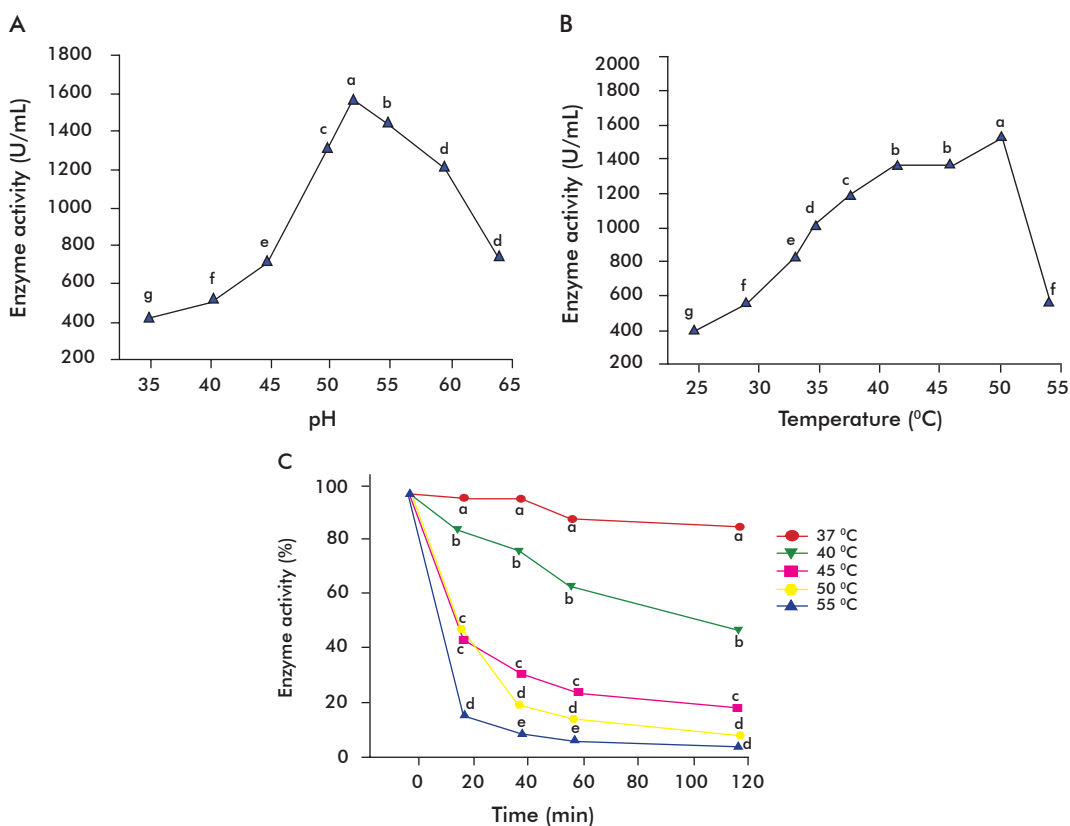 A
Enzyme activity (U/mL)
1800
1600
1400
1200
1000
800
600
400
200
g
f
e
c
a
b
d
d
35 40 45 50 55 60 65
pH
B
Enzyme activity (U/mL)
2000
1800
1600
1400
1200
1000
800
600
400
200
g
f
e
d
c
b
b
a
f
25 30 35 40 45 50 55
Temperature (⁰C)
C
Enzyme activity (%)
100
80
60
40
20
0
a a a a
b b b b
c
c c c c
d d d
d e e d
0 20 40 60 80 100 120
Time (min)
37 ⁰C
40 ⁰C
45 ⁰C
50 ⁰C
55 ⁰C